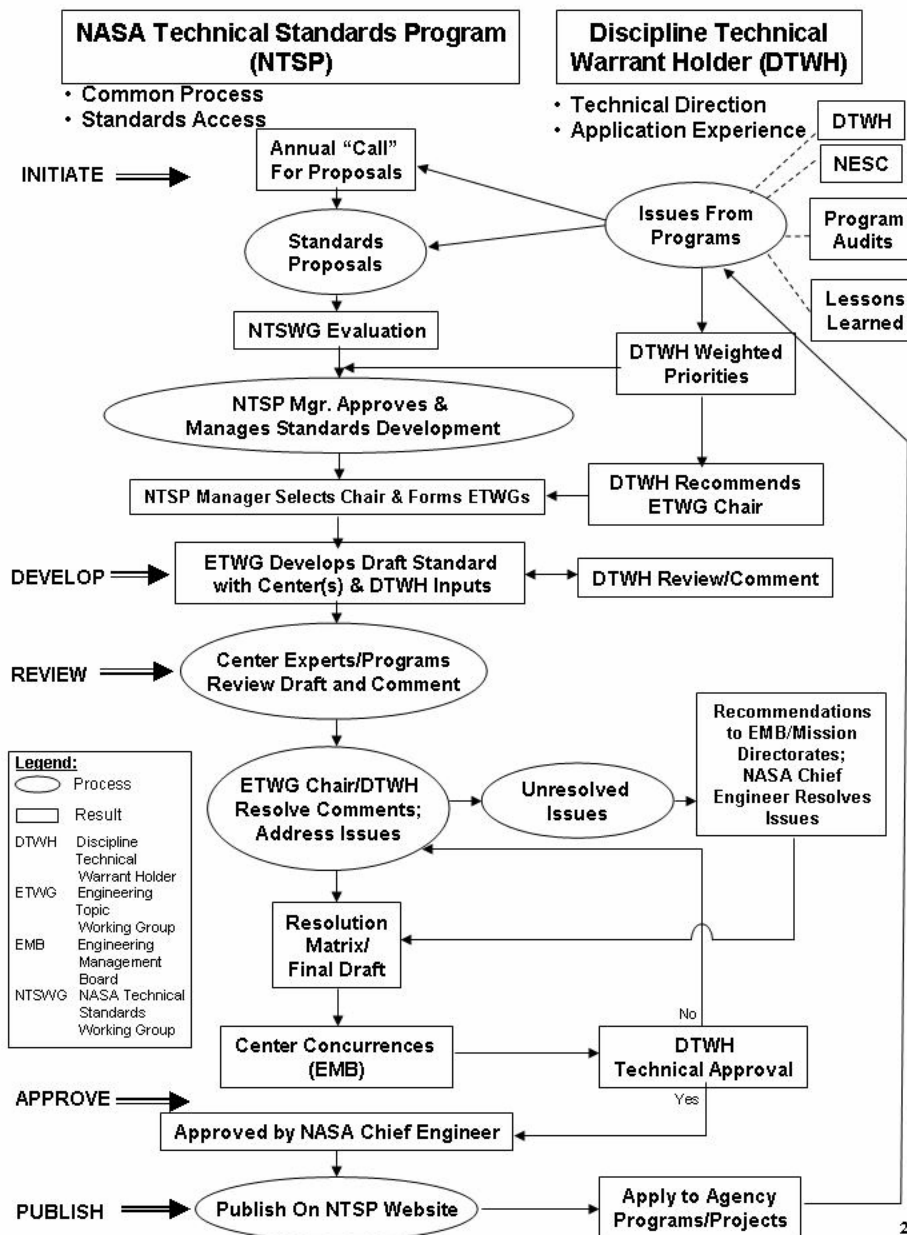 NASA Technical Standards Program
(NTSP)
Discipline Technical
Warrant Holder (DTWH)
• Common Process
• Standards Access
• Technical Direction
• Application Experience
DTWH
NESC
Program
Audits
Lessons
Learned
INITIATE
Annual “Call”
For Proposals
Issues From
Programs
Standards
Proposals
NTSWG Evaluation
DTWH Weighted
Priorities
NTSP Mgr. Approves &
Manages Standards Development
NTSP Manager Selects Chair & Forms ETWGs
DTWH Recommends
ETWG Chair
DEVELOP
ETWG Develops Draft Standard
with Center(s) & DTWH Inputs
DTWH Review/Comment
REVIEW
Center Experts/Programs
Review Draft and Comment
ETWG Chair/DTWH
Resolve Comments;
Address Issues
Unresolved
Issues
Recommendations
to EMB/Mission
Directorates;
NASA Chief
Engineer Resolves
Issues
Legend:
Process
Result
DTWH Discipline
Technical
Warrant Holder
ETWG Engineering
Topic
Working Group
EMB Engineering
Management
Board
NTSWG NASA Technical
Standards
Working Group
Resolution
Matrix/
Final Draft
Center Concurrences
(EMB)
No
DTWH
Technical Approval
Yes
APPROVE
Approved by NASA Chief Engineer
PUBLISH
Publish On NTSP Website
Apply to Agency
Programs/Projects
2